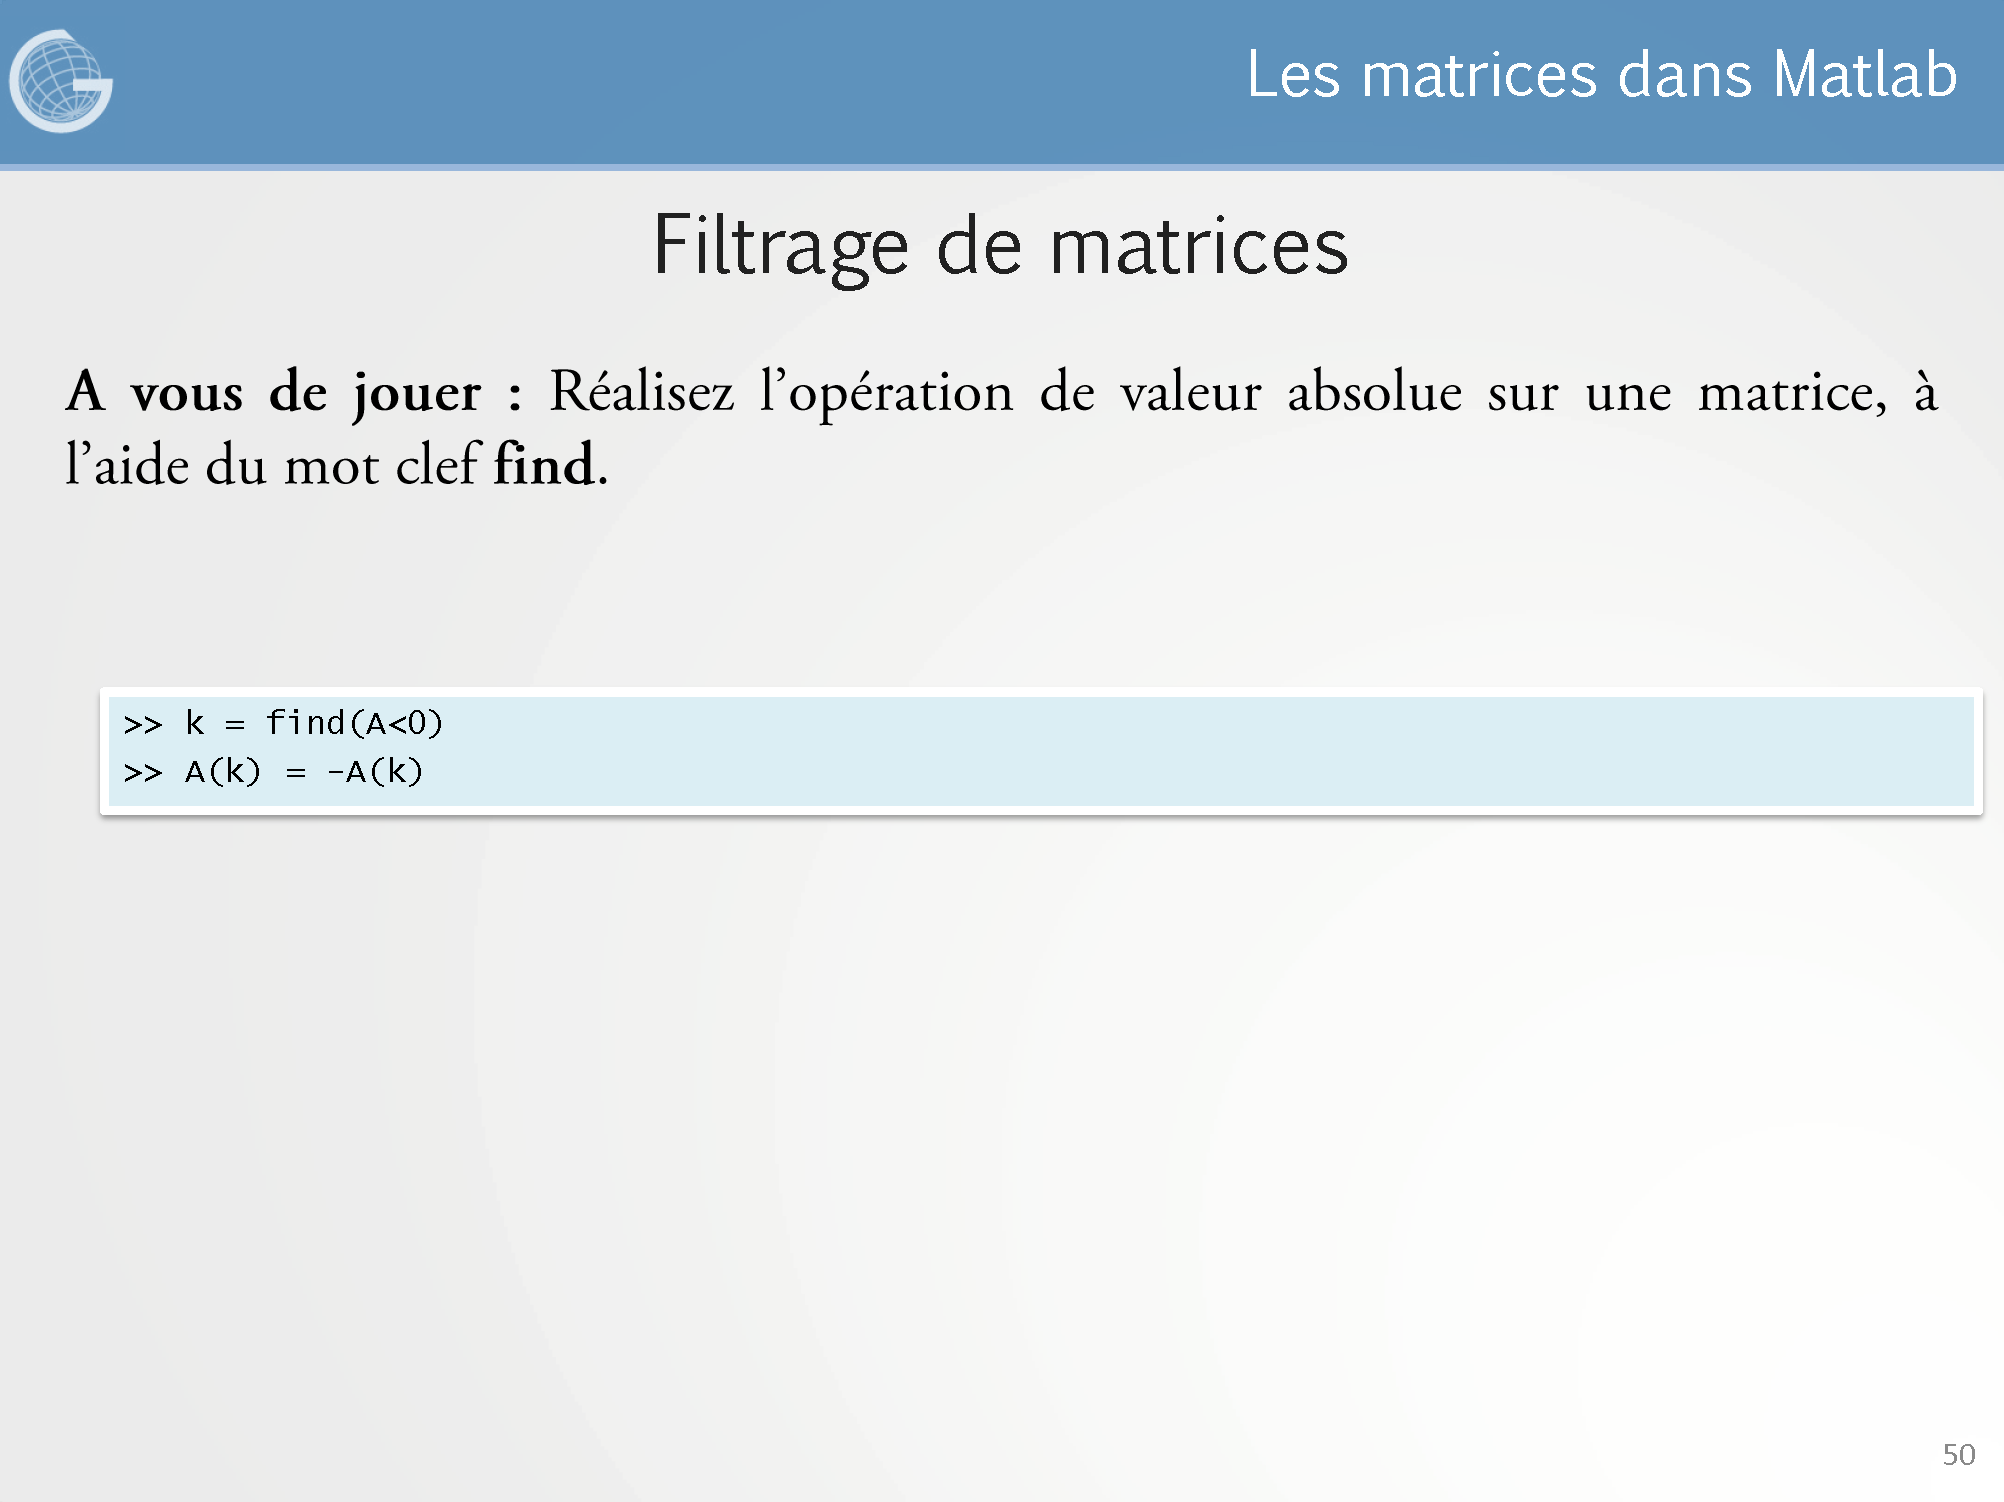 Les matrices dans Matlab
Filtrage de matrices
A vous de jouer : Réalisez l’opération de valeur absolue sur une matrice, à
l’aide du mot clef find.
>> k = find(A<0)
>> A(k) = -A(k)
50